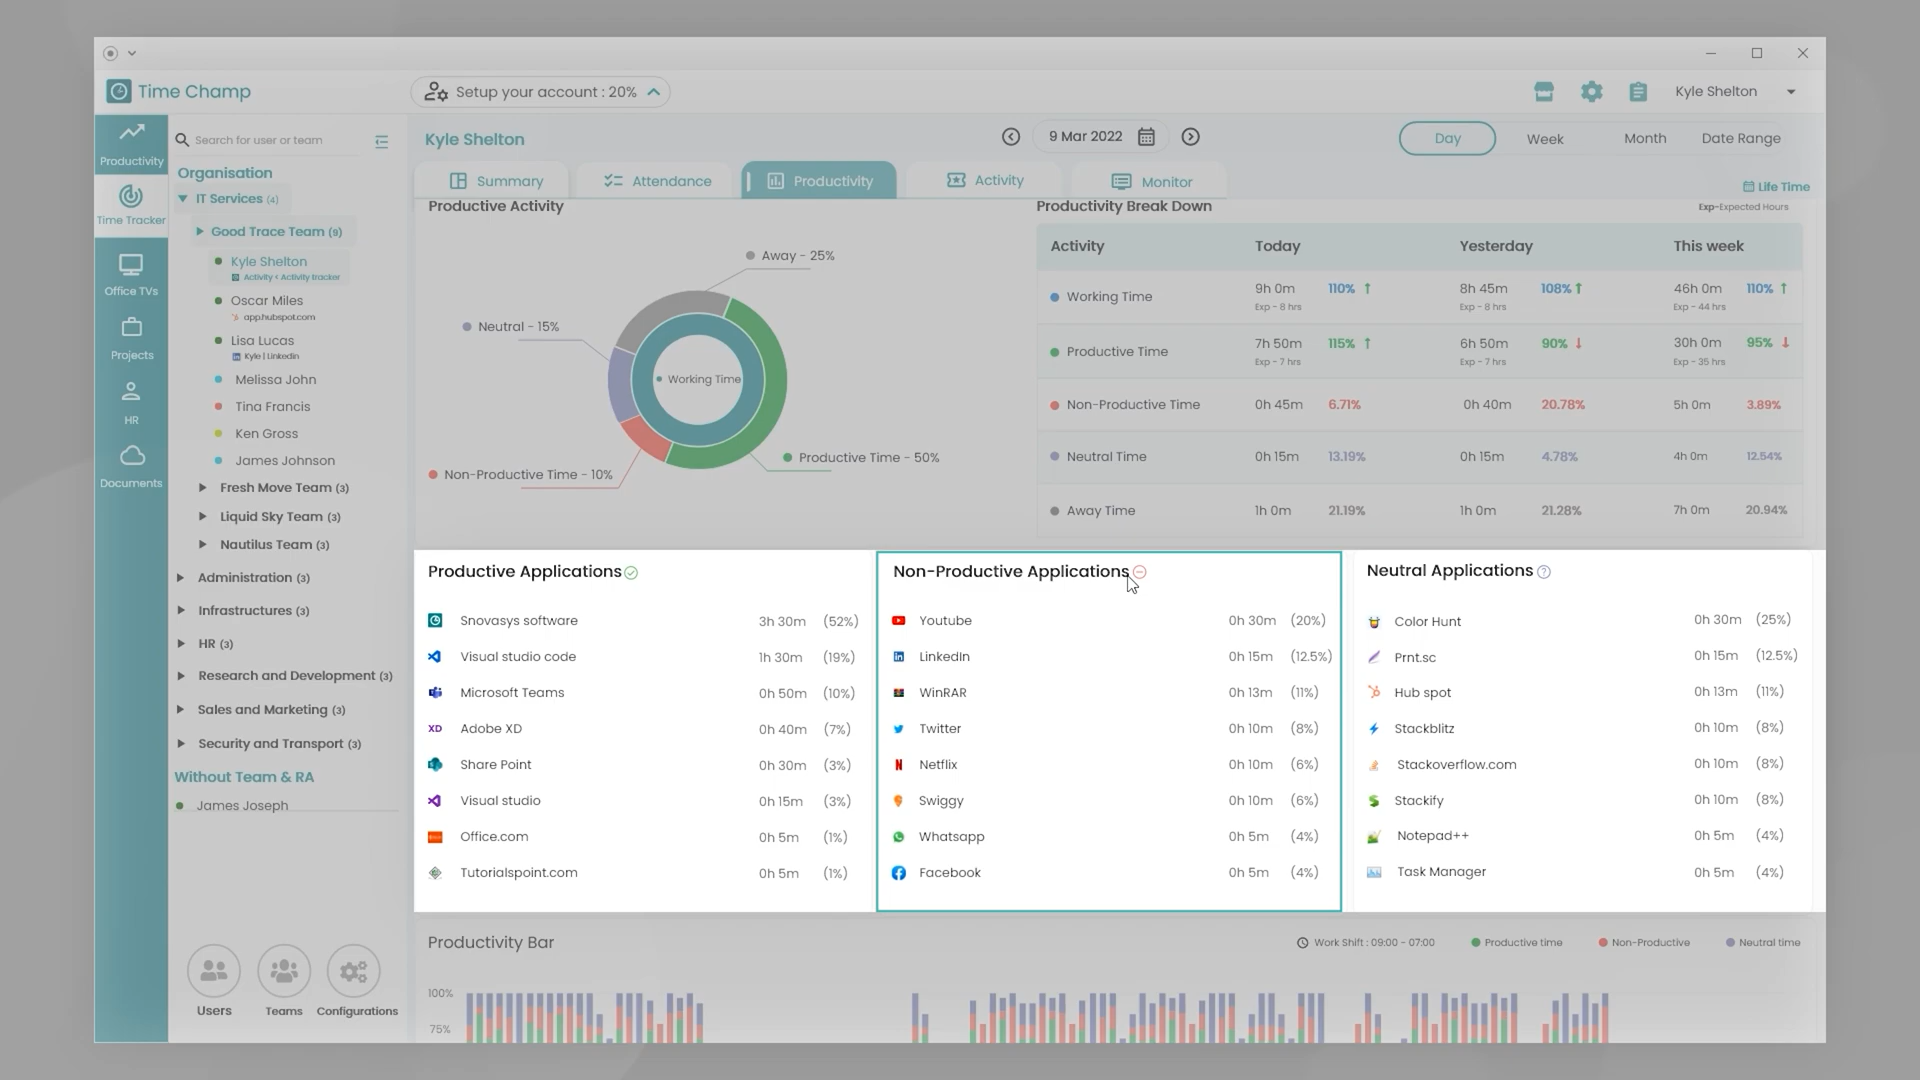 Time Champ
Setup your account : 20%
Kyle Shelton
Productivity
Time Tracker
Office TVs
Projects
HR
Documents
Search for user or team
Organisation
IT Services (4)
Good Trace Team (9)
Kyle Shelton
Activity < Activity tracker
Oscar Miles
app.hubspot.com
Lisa Lucas
Kyle | Linkedin
Melissa John
Tina Francis
Ken Gross
James Johnson
Fresh Move Team (3)
Liquid Sky Team (3)
Nautilus Team (3)
Administration (3)
Infrastructures (3)
HR (3)
Research and Development (3)
Sales and Marketing (3)
Security and Transport (3)
Without Team & RA
James Joseph
Users
Teams
Configurations
Kyle Shelton
9 Mar 2022
Day
Week
Month
Date Range
Summary
Attendance
Productivity
Activity
Monitor
Life Time
Productive Activity
Away - 25%
Neutral - 15%
Working Time
Non-Productive Time - 10%
Productive Time - 50%
Productivity Break Down
Exp-Expected Hours
Activity Today Yesterday This week
Working Time 9h 0m 110% 8h 45m 108% 46h 0m 110%
Exp - 8 hrs Exp - 8 hrs Exp - 44 hrs
Productive Time 7h 50m 115% 6h 50m 90% 30h 0m 95%
Exp - 7 hrs Exp - 7 hrs Exp - 35 hrs
Non-Productive Time 0h 45m 6.71% 0h 40m 20.78% 5h 0m 3.89%
Neutral Time 0h 15m 13.19% 0h 15m 4.78% 4h 0m 12.54%
Away Time 1h 0m 21.19% 1h 0m 21.28% 7h 0m 20.94%
Productive Applications
Snovasys software 3h 30m (52%)
Visual studio code 1h 30m (19%)
Microsoft Teams 0h 50m (10%)
XD Adobe XD 0h 40m (7%)
Share Point 0h 30m (3%)
Visual studio 0h 15m (3%)
Office.com 0h 5m (1%)
Tutorialspoint.com 0h 5m (1%)
Non-Productive Applications
Youtube 0h 30m (20%)
LinkedIn 0h 15m (12.5%)
WinRAR 0h 13m (11%)
Twitter 0h 10m (8%)
Netflix 0h 10m (6%)
Swiggy 0h 10m (6%)
Whatsapp 0h 5m (4%)
Facebook 0h 5m (4%)
Neutral Applications
Color Hunt 0h 30m (25%)
Prnt.sc 0h 15m (12.5%)
Hub spot 0h 13m (11%)
Stackblitz 0h 10m (8%)
Stackoverflow.com 0h 10m (8%)
Stackify 0h 10m (8%)
Notepad++ 0h 5m (4%)
Task Manager 0h 5m (4%)
Productivity Bar
Work Shift : 09:00 - 07:00
Productive time
Non-Productive
Neutral time
100%
75%